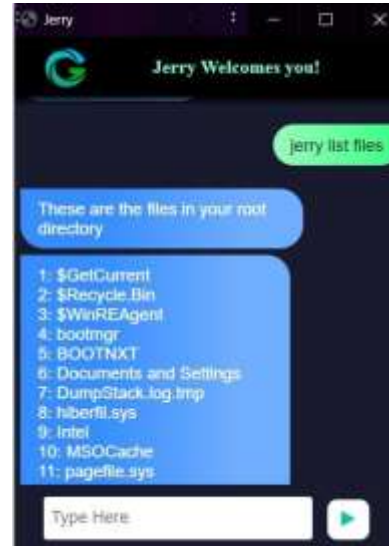 Jerry
Jerry Welcomes you!
jerry list files
These are the files in your root
directory
1: $GetCurrent
2: $Recycle.Bin
3: $WinREAgent
4: bootmgr
5: BOOTNXT
6: Documents and Settings
7: DumpStack.log.tmp
8: hiberfil.sys
9: Intel
10: MSOCache
11: pagefile.sys
Type Here